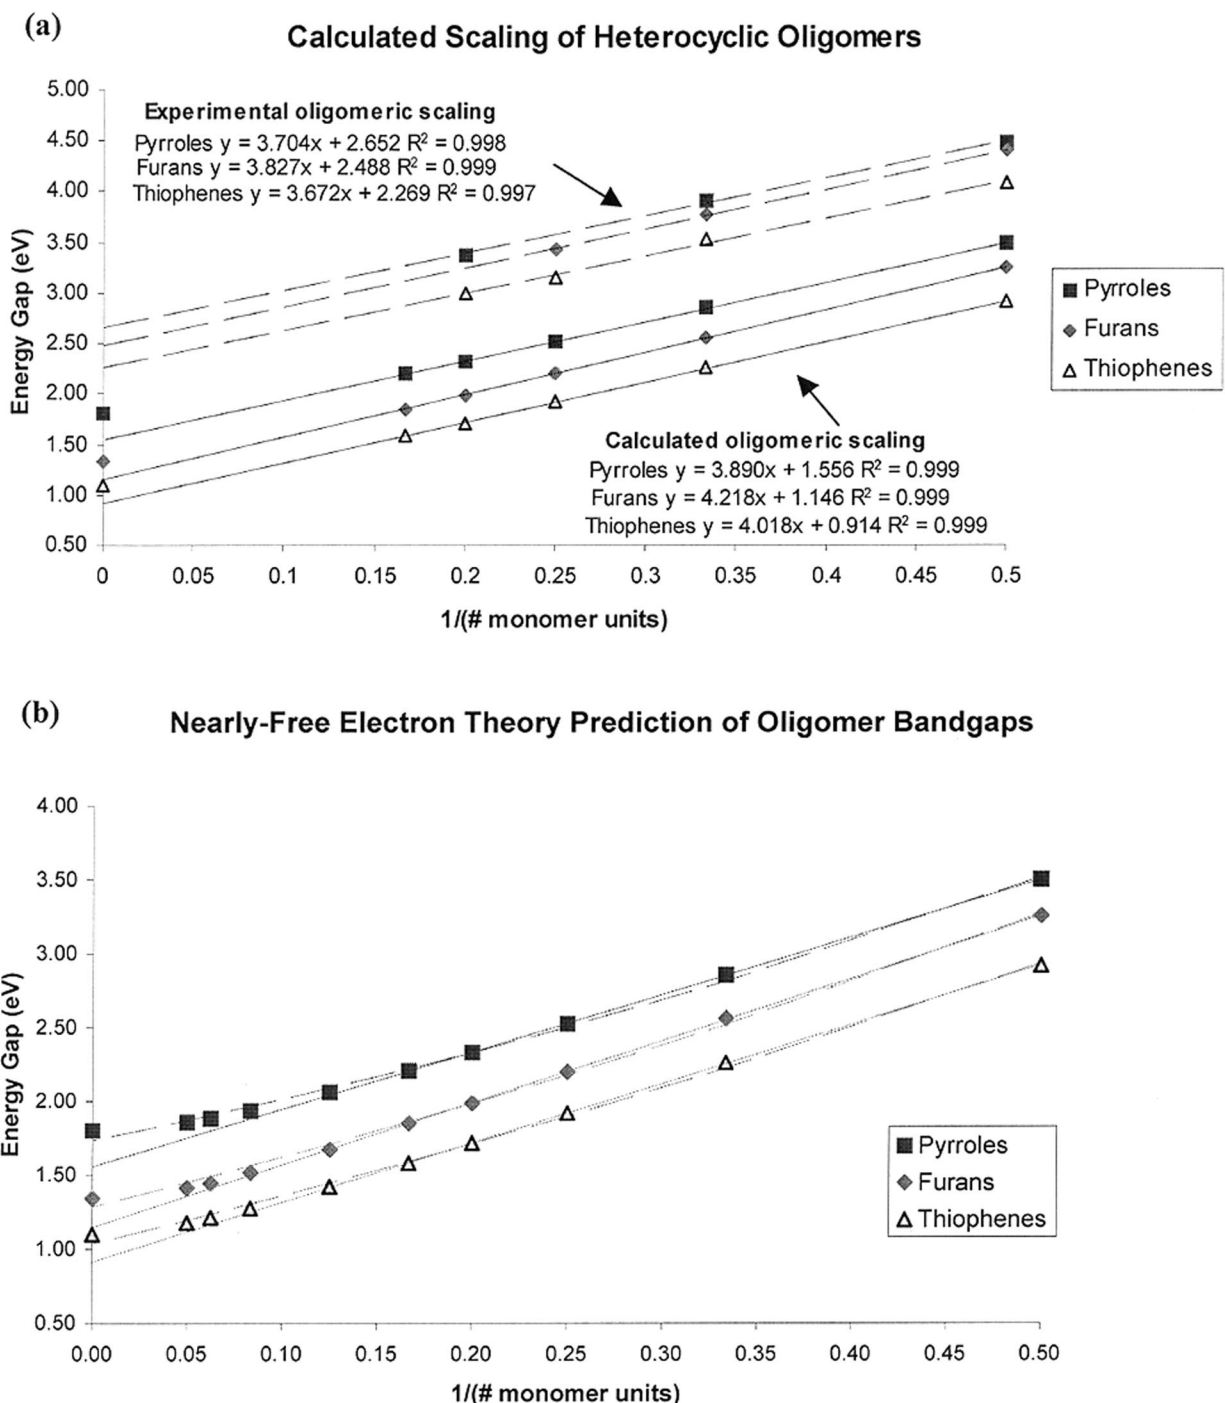 (a)
Calculated Scaling of Heterocyclic Oligomers
5.00
4.50
4.00
3.50
3.00
2.50
2.00
1.50
1.00
0.50
Energy Gap (eV)
Experimental oligomeric scaling
Pyrroles y = 3.704x + 2.652 R² = 0.998
Furans y = 3.827x + 2.488 R² = 0.999
Thiophenes y = 3.672x + 2.269 R² = 0.997
Pyrroles
Furans
Thiophenes
Calculated oligomeric scaling
Pyrroles y = 3.890x + 1.556 R² = 0.999
Furans y = 4.218x + 1.146 R² = 0.999
Thiophenes y = 4.018x + 0.914 R² = 0.999
0 0.05 0.1 0.15 0.2 0.25 0.3 0.35 0.4 0.45 0.5
1/(# monomer units)
(b)
Nearly-Free Electron Theory Prediction of Oligomer Bandgaps
4.00
3.50
3.00
2.50
2.00
1.50
1.00
0.50
Energy Gap (eV)
Pyrroles
Furans
Thiophenes
0.00 0.05 0.10 0.15 0.20 0.25 0.30 0.35 0.40 0.45 0.50
1/(# monomer units)